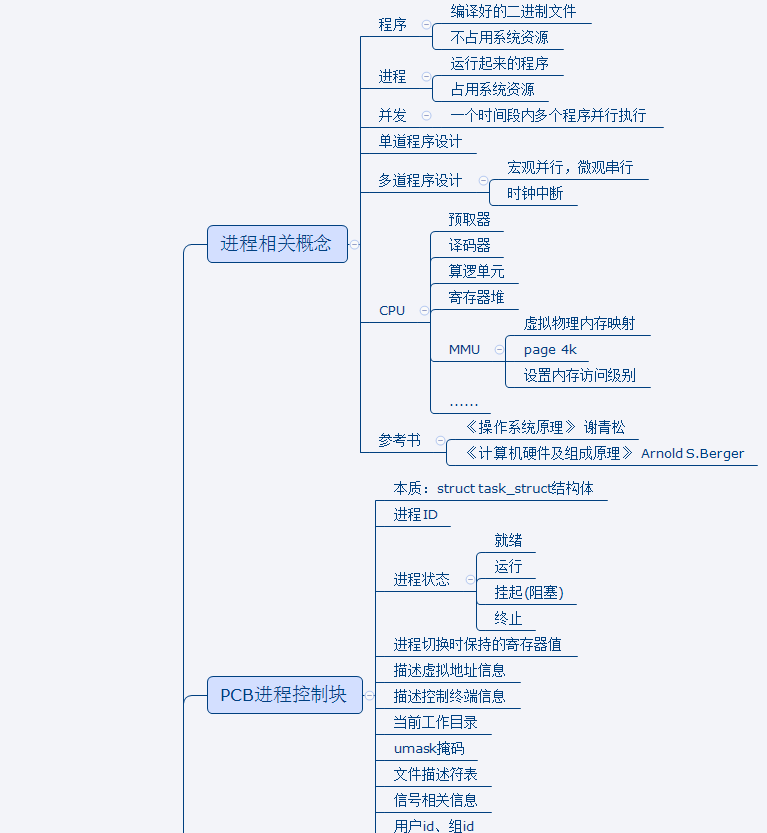 程序
编译好的二进制文件
不占用系统资源
进程
运行起来的程序
占用系统资源
并发
一个时间段内多个程序并行执行
单道程序设计
多道程序设计
宏观并行，微观串行
时钟中断
进程相关概念
CPU
预取器
译码器
算逻单元
寄存器堆
MMU
虚拟物理内存映射
page 4k
设置内存访问级别
……
参考书
《操作系统原理》 谢青松
《计算机硬件及组成原理》 Arnold S.Berger
PCB进程控制块
本质：struct task_struct结构体
进程ID
进程状态
就绪
运行
挂起(阻塞)
终止
进程切换时保持的寄存器值
描述虚拟地址信息
描述控制终端信息
当前工作目录
umask掩码
文件描述符表
信号相关信息
用户id、组id